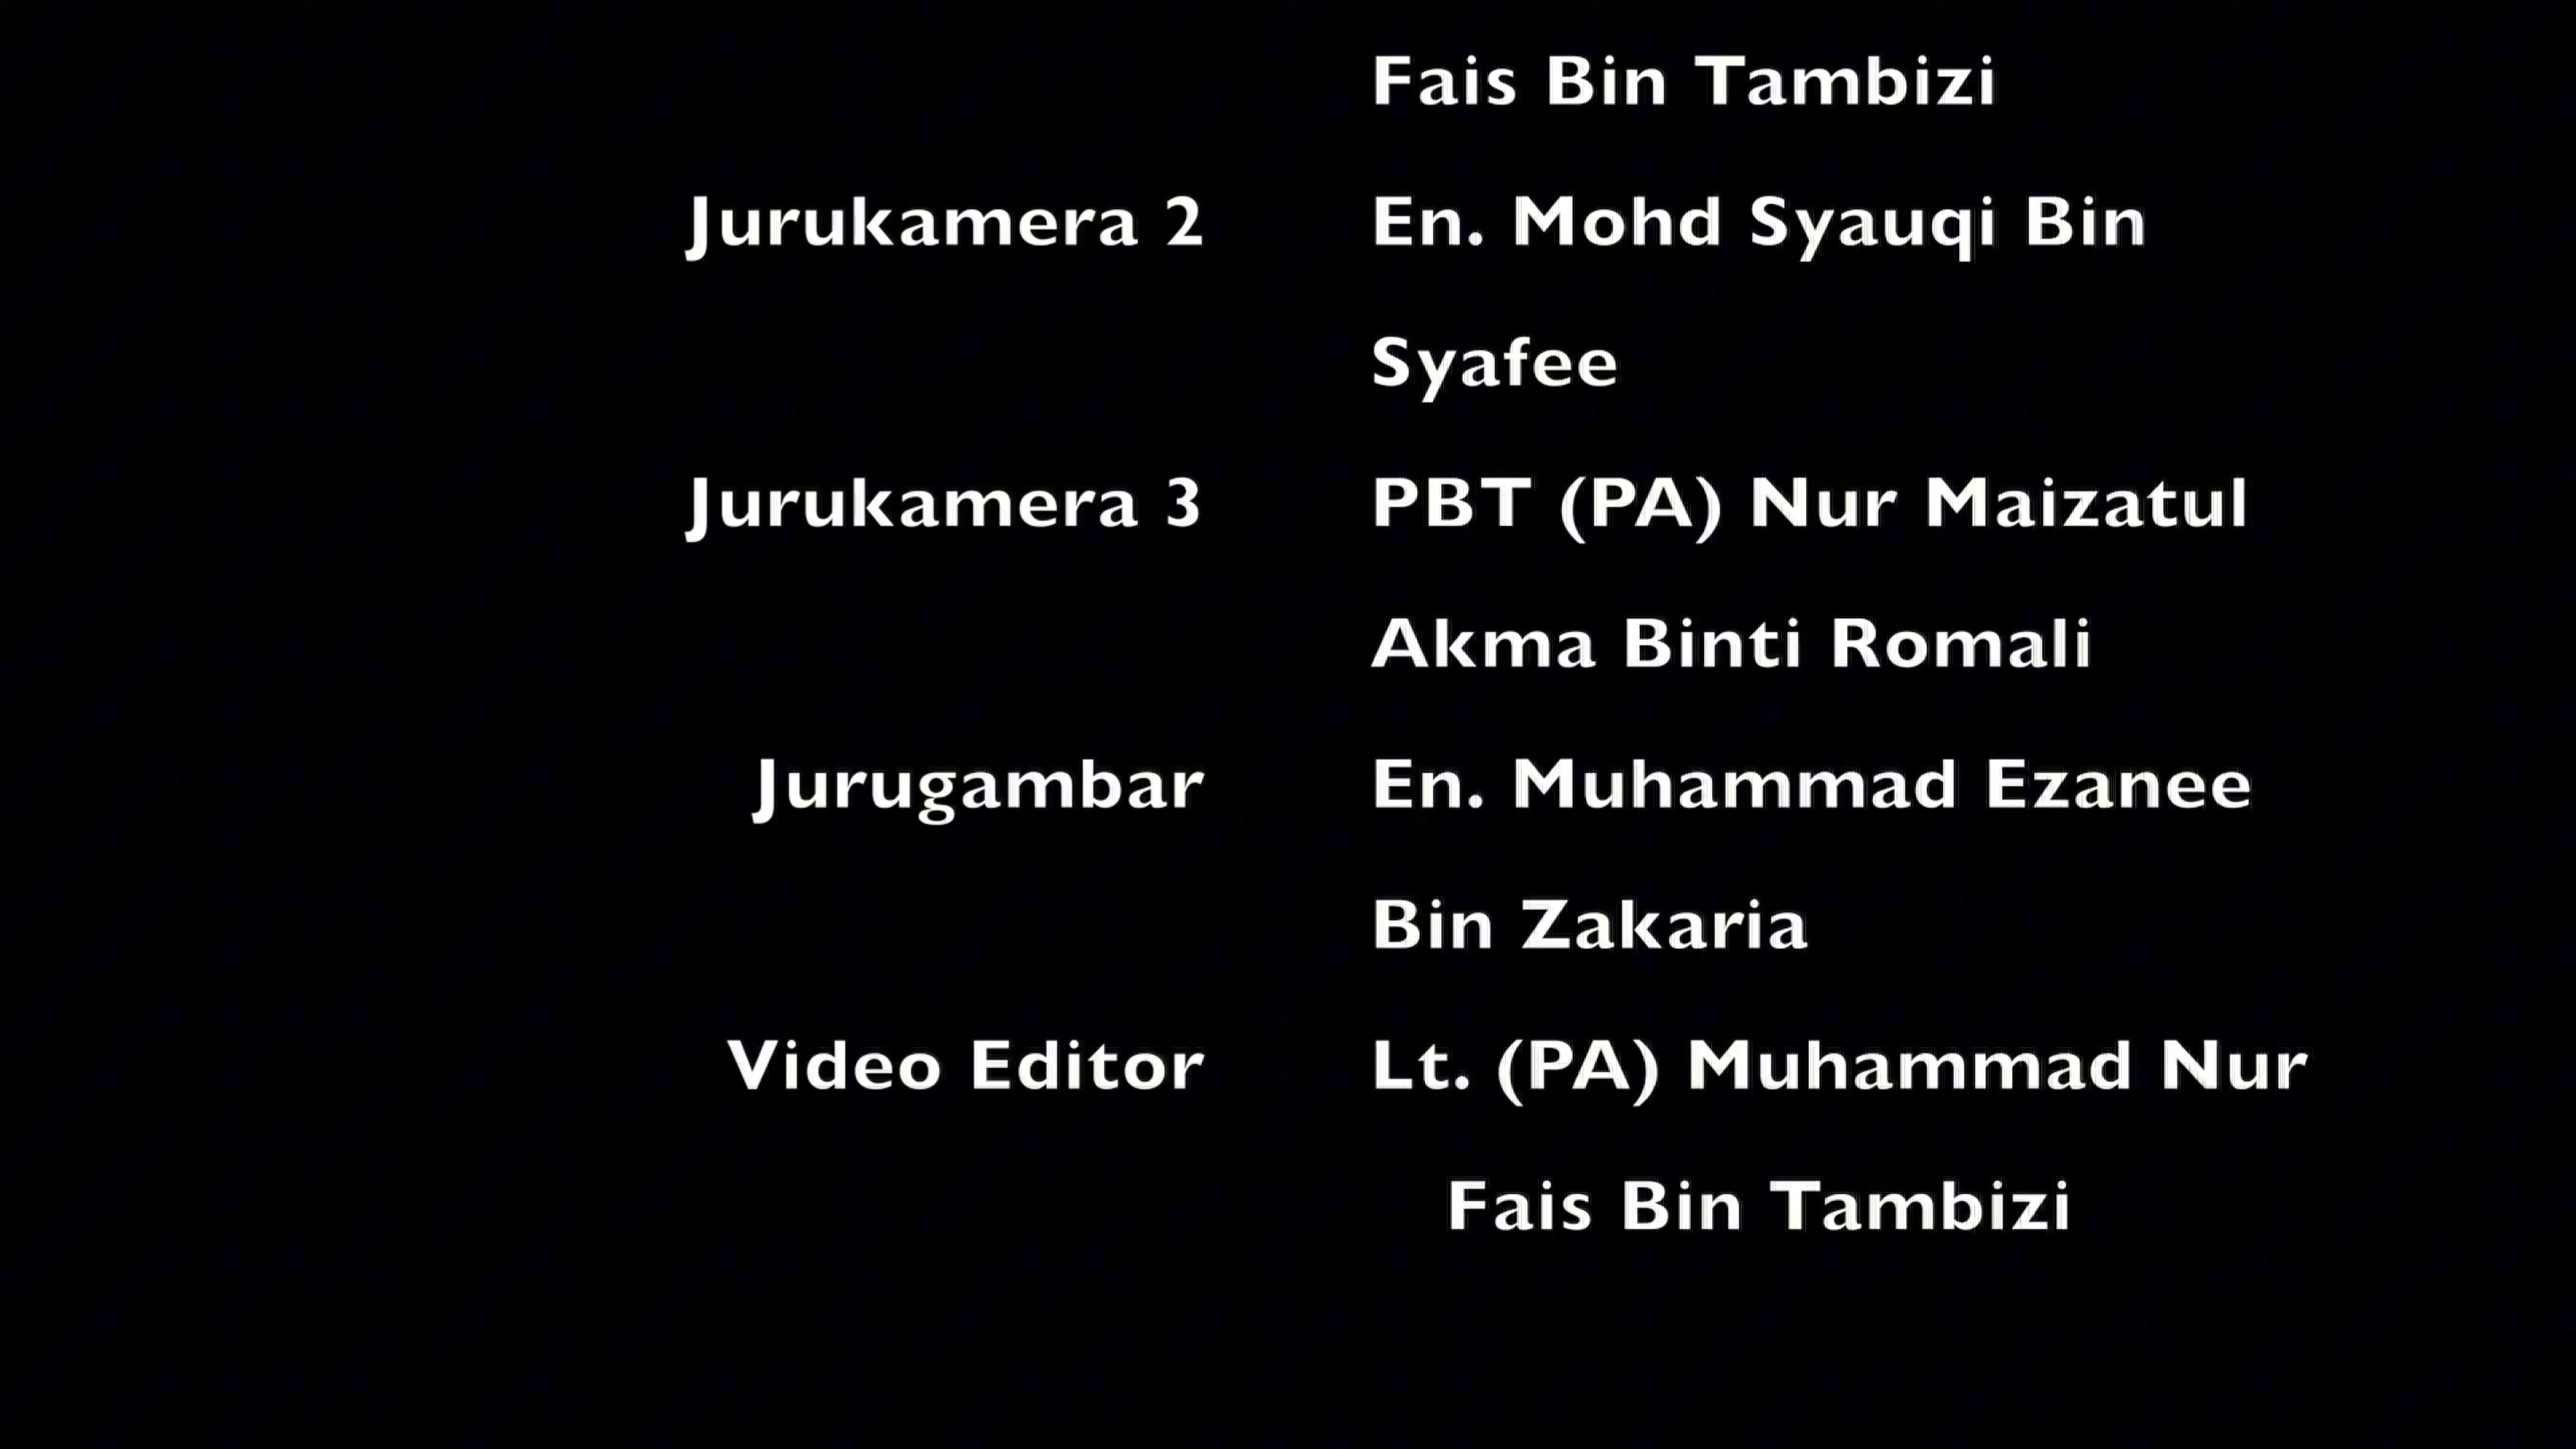 Fais Bin Tambizi
Jurukamera 2 En. Mohd Syauqi Bin
Syafee
Jurukamera 3 PBT (PA) Nur Maizatul
Akma Binti Romali
Jurugambar En. Muhammad Ezanee
Bin Zakaria
Video Editor Lt. (PA) Muhammad Nur
Fais Bin Tambizi